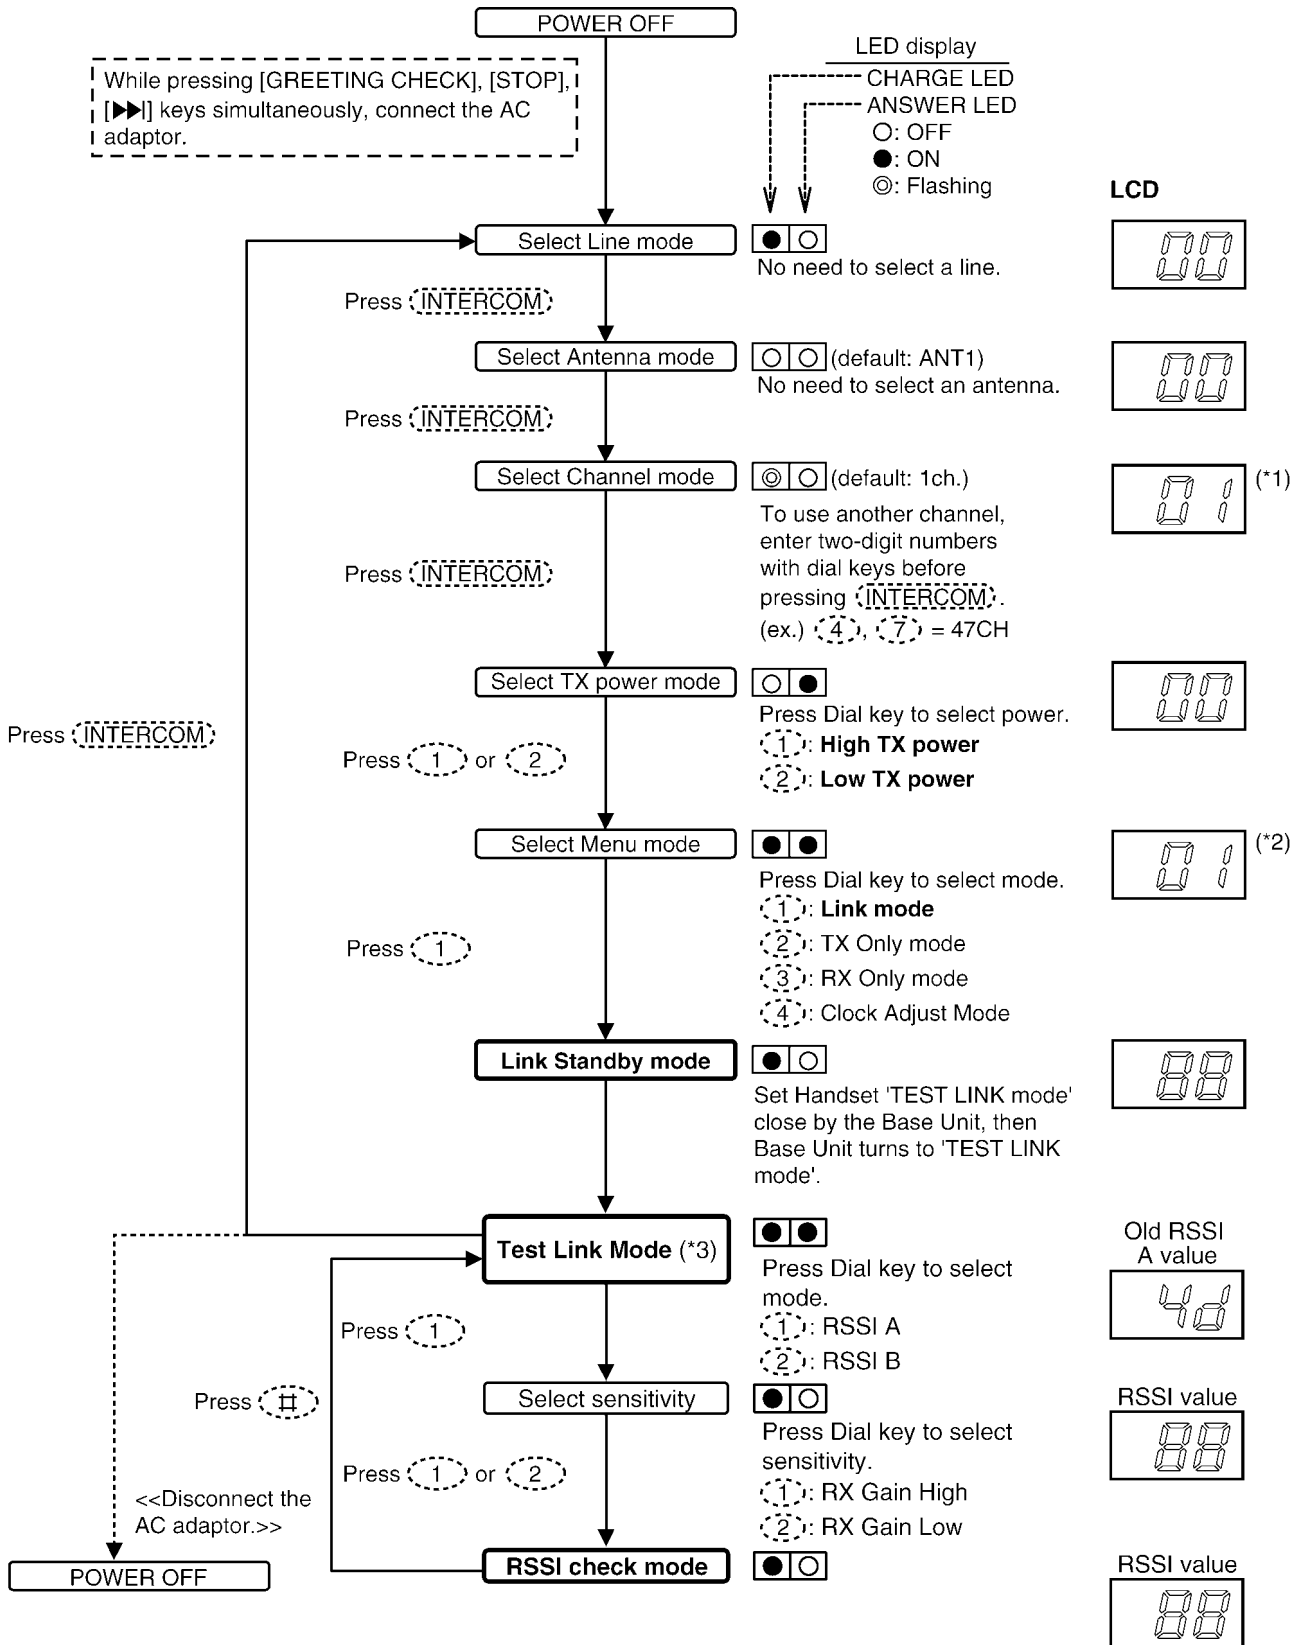 POWER OFF
While pressing [GREETING CHECK], [STOP],
[▶▶|] keys simultaneously, connect the AC
adaptor.
LED display
CHARGE LED
ANSWER LED
○: OFF
●: ON
◎: Flashing
LCD
Select Line mode
No need to select a line.
00
Press (INTERCOM)
Select Antenna mode
(default: ANT1)
No need to select an antenna.
00
Press (INTERCOM)
Select Channel mode
(default: 1ch.)
01 (*1)
To use another channel,
enter two-digit numbers
with dial keys before
pressing (INTERCOM).
(ex.) (4), (7) = 47CH
Press (INTERCOM)
Select TX power mode
00
Press Dial key to select power.
(1): High TX power
(2): Low TX power
Press (INTERCOM)
Press (1) or (2)
Select Menu mode
01 (*2)
Press Dial key to select mode.
(1): Link mode
(2): TX Only mode
(3): RX Only mode
(4): Clock Adjust Mode
Press (1)
Link Standby mode
88
Set Handset 'TEST LINK mode'
close by the Base Unit, then
Base Unit turns to 'TEST LINK
mode'.
Test Link Mode (*3)
Old RSSI
A value
4d
Press Dial key to select
mode.
(1): RSSI A
(2): RSSI B
Press (1)
Select sensitivity
RSSI value
88
Press Dial key to select
sensitivity.
(1): RX Gain High
(2): RX Gain Low
Press (#)
Press (1) or (2)
<<Disconnect the
AC adaptor.>>
RSSI check mode
RSSI value
88
POWER OFF